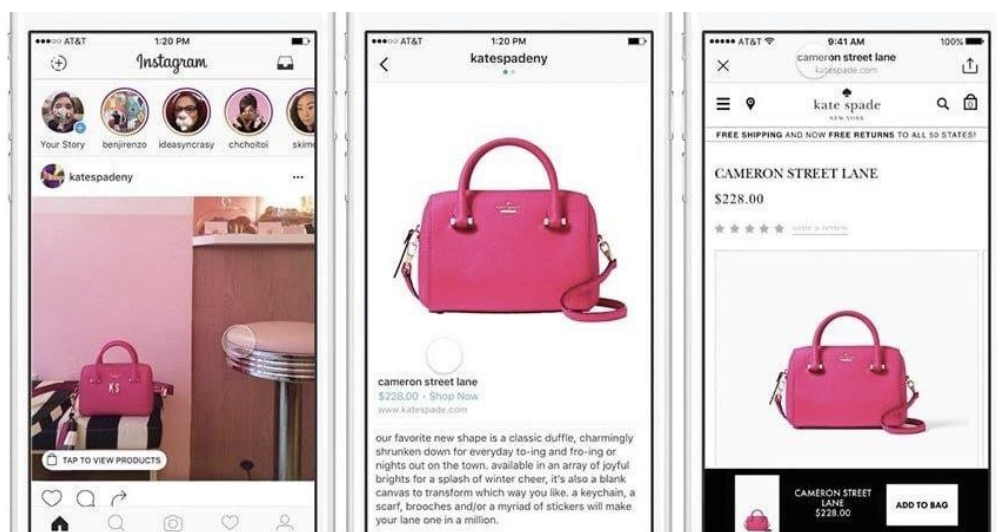 AT&T 1:20 PM
Instagram
Your Story benjirenzo ideasyncrasy chchoitoi skim
katespadeny
KS
TAP TO VIEW PRODUCTS
AT&T 1:20 PM
katespadeny
cameron street lane
$228.00 - Shop Now
www.katespade.com
our favorite new shape is a classic duffle, charmingly
shrunken down for everyday to-ing and fro-ing or
nights out on the town. available in an array of joyful
brights for a splash of winter cheer, it's also a blank
canvas to transform which way you like. a keychain, a
scarf, brooches and/or a myriad of stickers will make
your lane one in a million.
AT&T 9:41 AM 100%
cameron street lane
katespade.com
kate spade
NEW YORK
0
FREE SHIPPING AND NOW FREE RETURNS TO ALL 50 STATES!
CAMERON STREET LANE
$228.00
write a review
CAMERON STREET
LANE
$228.00
ADD TO BAG